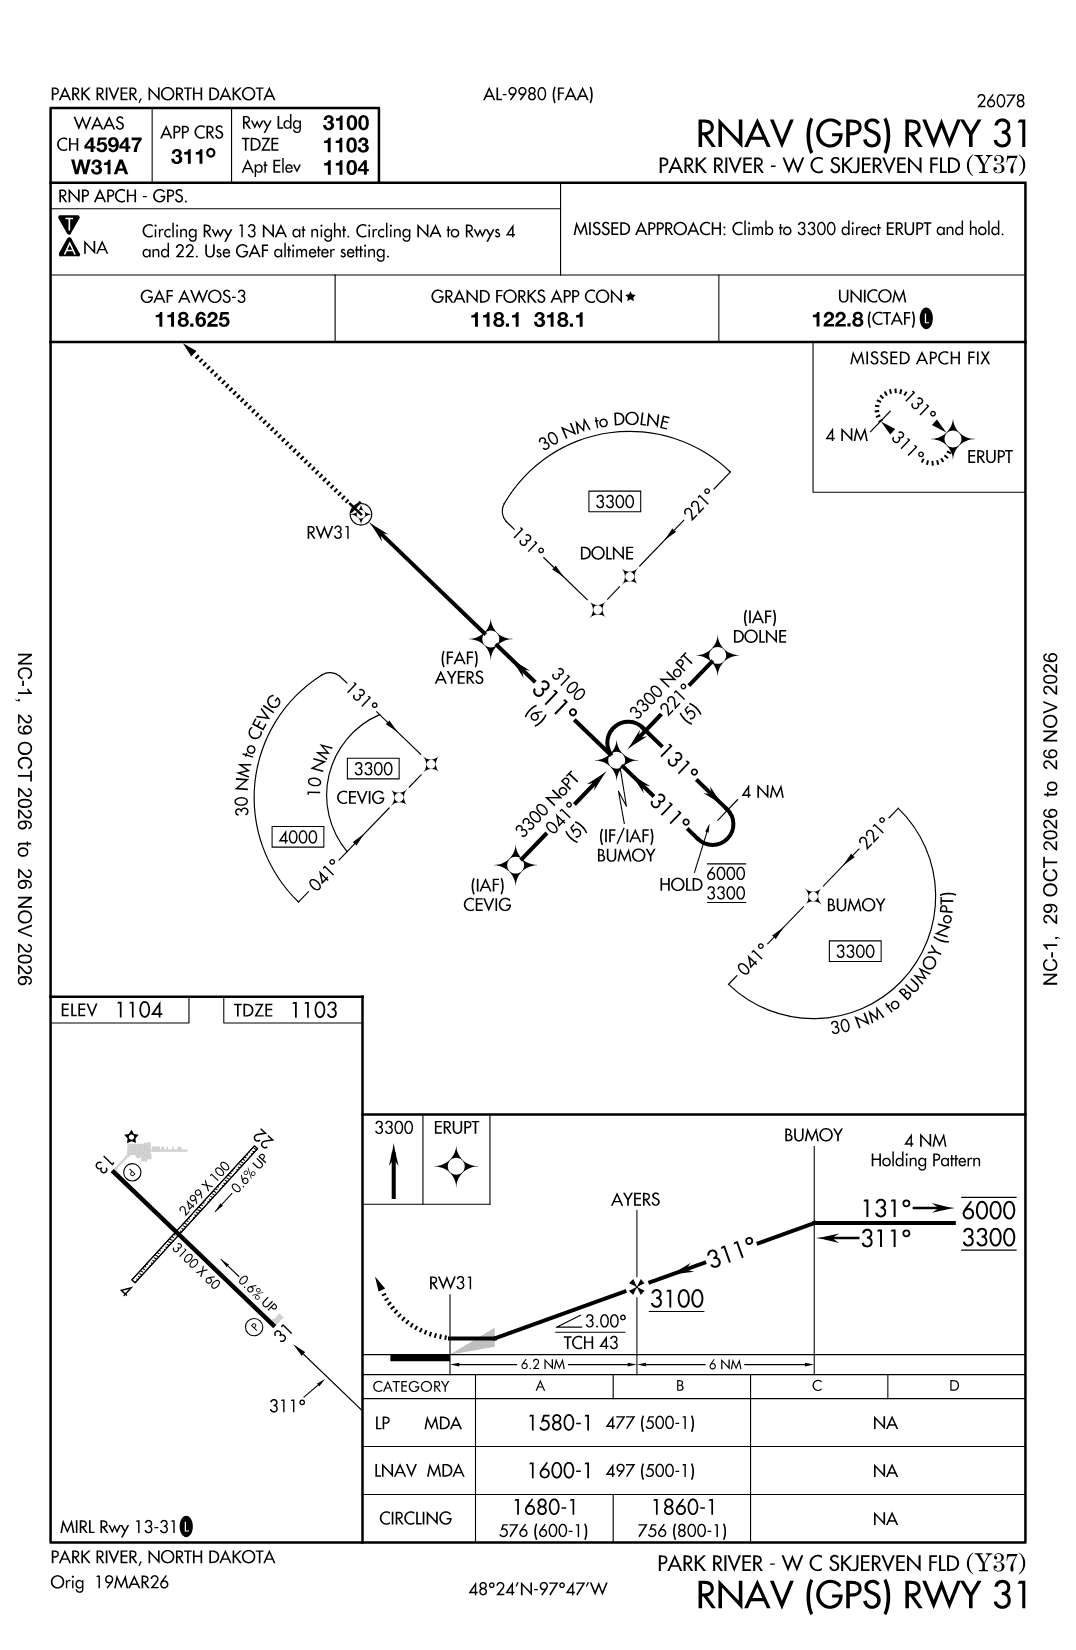 PARK RIVER, NORTH DAKOTA
AL-9980 (FAA)
26078
WAAS
CH 45947
W31A
APP CRS
311°
Rwy Ldg 3100
TDZE 1103
Apt Elev 1104
RNAV (GPS) RWY 31
PARK RIVER - W C SKJERVEN FLD (Y37)
RNP APCH - GPS.
T
A NA
Circling Rwy 13 NA at night. Circling NA to Rwys 4
and 22. Use GAF altimeter setting.
MISSED APPROACH: Climb to 3300 direct ERUPT and hold.
GAF AWOS-3
118.625
GRAND FORKS APP CON★
118.1 318.1
UNICOM
122.8 (CTAF) L
MISSED APCH FIX
131°
4 NM
311°
ERUPT
30 NM to DOLNE
3300
221°
131°
DOLNE
RW31
(IAF)
DOLNE
(FAF)
AYERS
3100
311°
(6)
3300 NoPT
221°
(5)
131°
30 NM to CEVIG
10 NM
3300
CEVIG
4000
041°
131°
4 NM
311°
3300 NoPT
041°
(5)
(IF/IAF)
BUMOY
(IAF)
CEVIG
HOLD
6000
3300
221°
BUMOY
041°
3300
30 NM to BUMOY (NoPT)
NC-1, 29 OCT 2026 to 26 NOV 2026
NC-1, 29 OCT 2026 to 26 NOV 2026
ELEV 1104
TDZE 1103
13
22
P
2499 X 100
0.6% UP
3100 X 60
4
0.6% UP
P
31
311°
MIRL Rwy 13-31 L
3300
ERUPT
BUMOY
4 NM
Holding Pattern
AYERS
131°
6000
311°
3300
311°
RW31
3100
3.00°
TCH 43
6.2 NM
6 NM
CATEGORY A B C D
LP MDA 1580-1 477 (500-1) NA
LNAV MDA 1600-1 497 (500-1) NA
CIRCLING 1680-1 576 (600-1) 1860-1 756 (800-1) NA
PARK RIVER, NORTH DAKOTA
Orig 19MAR26
48°24'N-97°47'W
PARK RIVER - W C SKJERVEN FLD (Y37)
RNAV (GPS) RWY 31